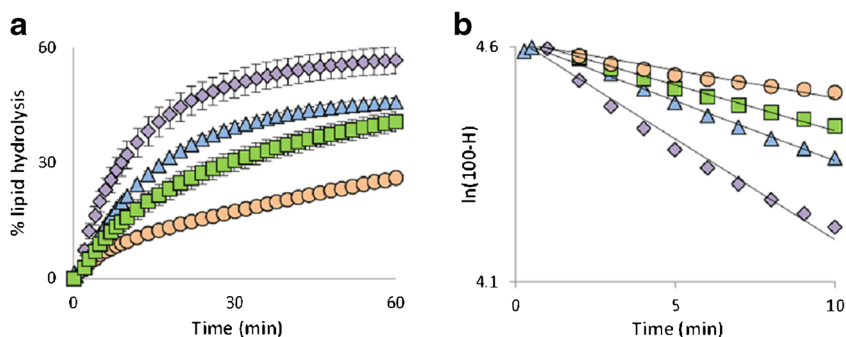 a
60
30
0
% lipid hydrolysis
0 30 60
Time (min)
b
4.6
4.1
ln(100-H)
0 5 10
Time (min)